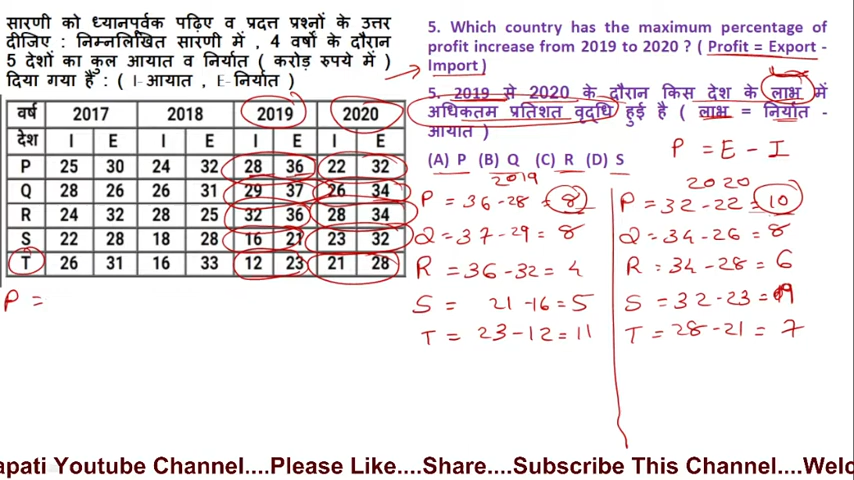 सारणी को ध्यानपूर्वक पढ़िए व प्रदत्त प्रश्नों के उत्तर
दीजिए : निम्नलिखित सारणी में , 4 वर्षों के दौरान
5 देशों का कुल आयात व निर्यात ( करोड़ रुपये में )
दिया गया है : ( I-आयात , E-निर्यात )
वर्ष 2017 2018 2019 2020
देश I E I E I E I E
P 25 30 24 32 28 36 22 32
Q 28 26 26 31 29 37 26 34
R 24 32 28 25 32 36 28 34
S 22 28 18 28 16 21 23 32
T 26 31 16 33 12 23 21 28
P =
5. Which country has the maximum percentage of
profit increase from 2019 to 2020 ? ( Profit = Export -
Import )
5. 2019 से 2020 के दौरान किस देश के लाभ में
अधिकतम प्रतिशत वृद्धि हुई है ( लाभ = निर्यात -
आयात )
P = E - I
(A) P (B) Q (C) R (D) S
2019
P = 36-28 = 8
Q = 37-29 = 8
R = 36-32 = 4
S = 21-16 = 5
T = 23-12 = 11
2020
P = 32-22 = 10
Q = 34-26 = 8
R = 34-28 = 6
S = 32-23 = 9
T = 28-21 = 7
apati Youtube Channel....Please Like....Share....Subscribe This Channel....Welc